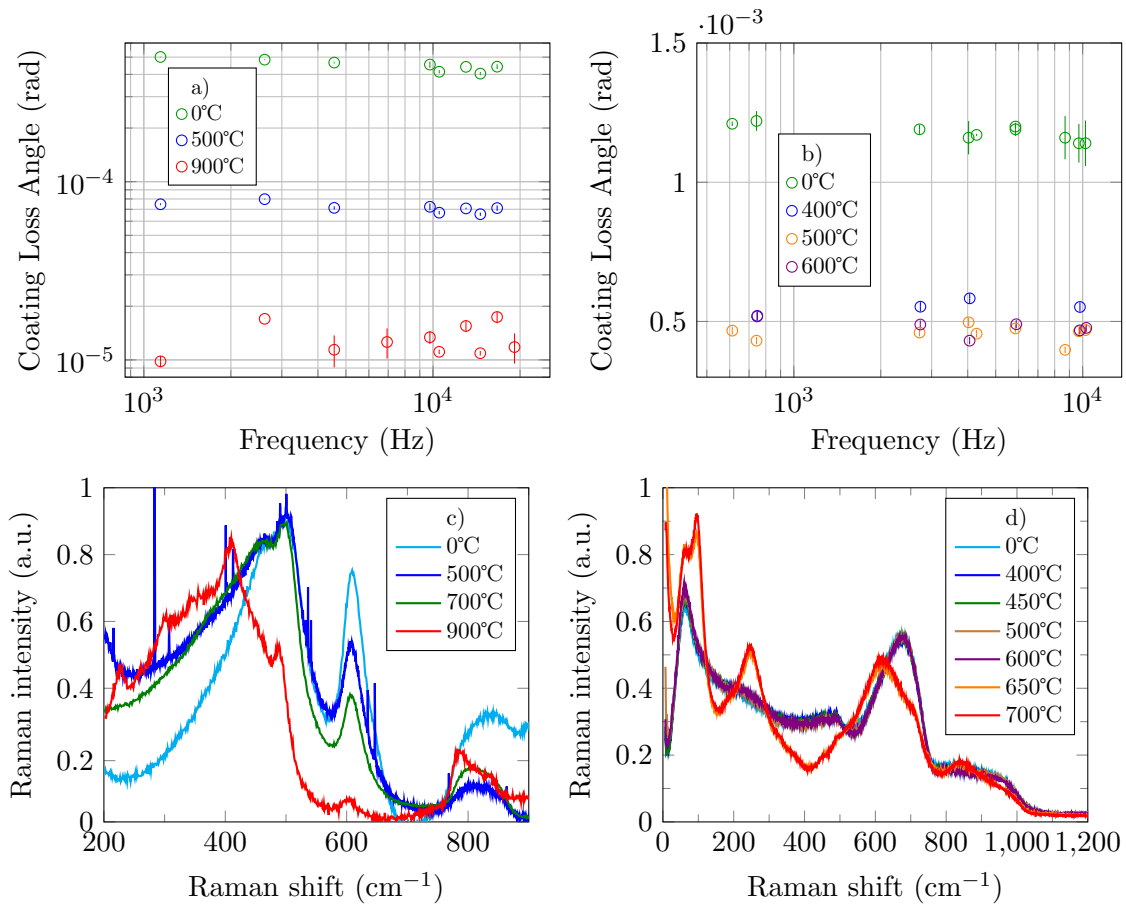 Coating Loss Angle (rad)
10⁻⁴
10⁻⁵
a)
0°C
500°C
900°C
10³
10⁴
Frequency (Hz)
·10⁻³
Coating Loss Angle (rad)
1.5
1
0.5
b)
0°C
400°C
500°C
600°C
10³
10⁴
Frequency (Hz)
Raman intensity (a.u.)
1
0.8
0.6
0.4
0.2
0
c)
0°C
500°C
700°C
900°C
200
400
600
800
Raman shift (cm⁻¹)
Raman intensity (a.u.)
1
0.8
0.6
0.4
0.2
0
d)
0°C
400°C
450°C
500°C
600°C
650°C
700°C
0
200
400
600
800
1,000
1,200
Raman shift (cm⁻¹)